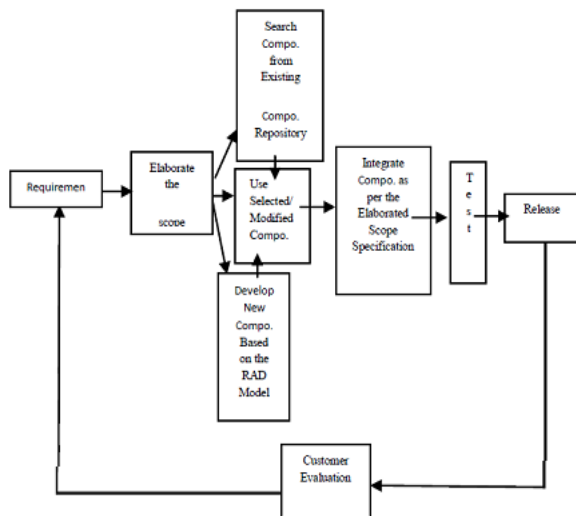 Search
Compo.
from
Existing
Compo.
Repository
Requiremen
Elaborate
the
scope
Use
Selected/
Modified
Compo.
Develop
New
Compo.
Based
on the
RAD
Model
Integrate
Compo. as
per the
Elaborated
Scope
Specification
T
e
s
t
Release
Customer
Evaluation